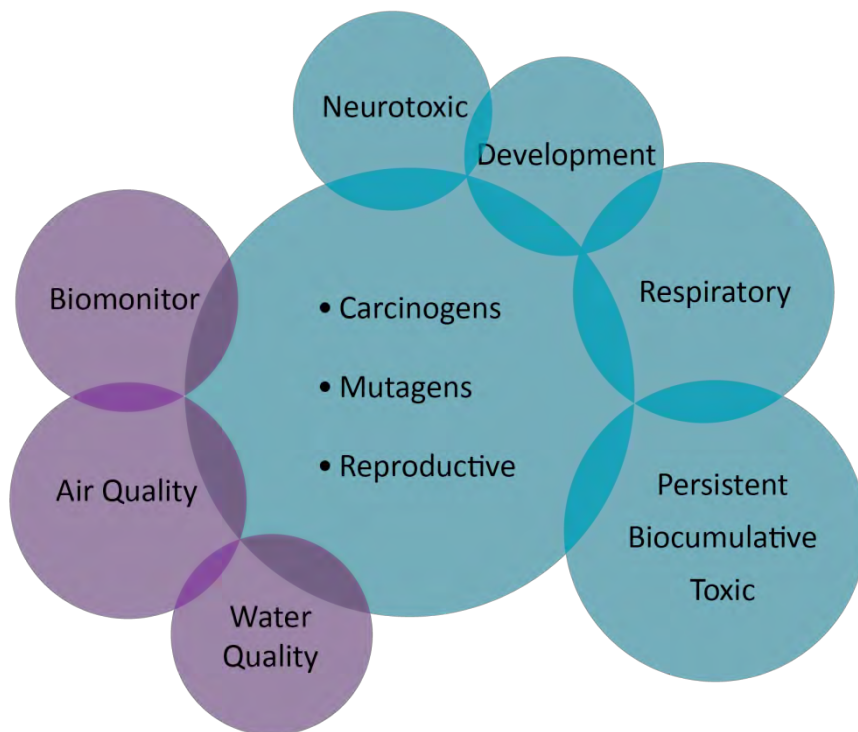 Neurotoxic
Development
Biomonitor
Respiratory
• Carcinogens
• Mutagens
• Reproductive
Air Quality
Persistent
Biocumulative
Toxic
Water
Quality